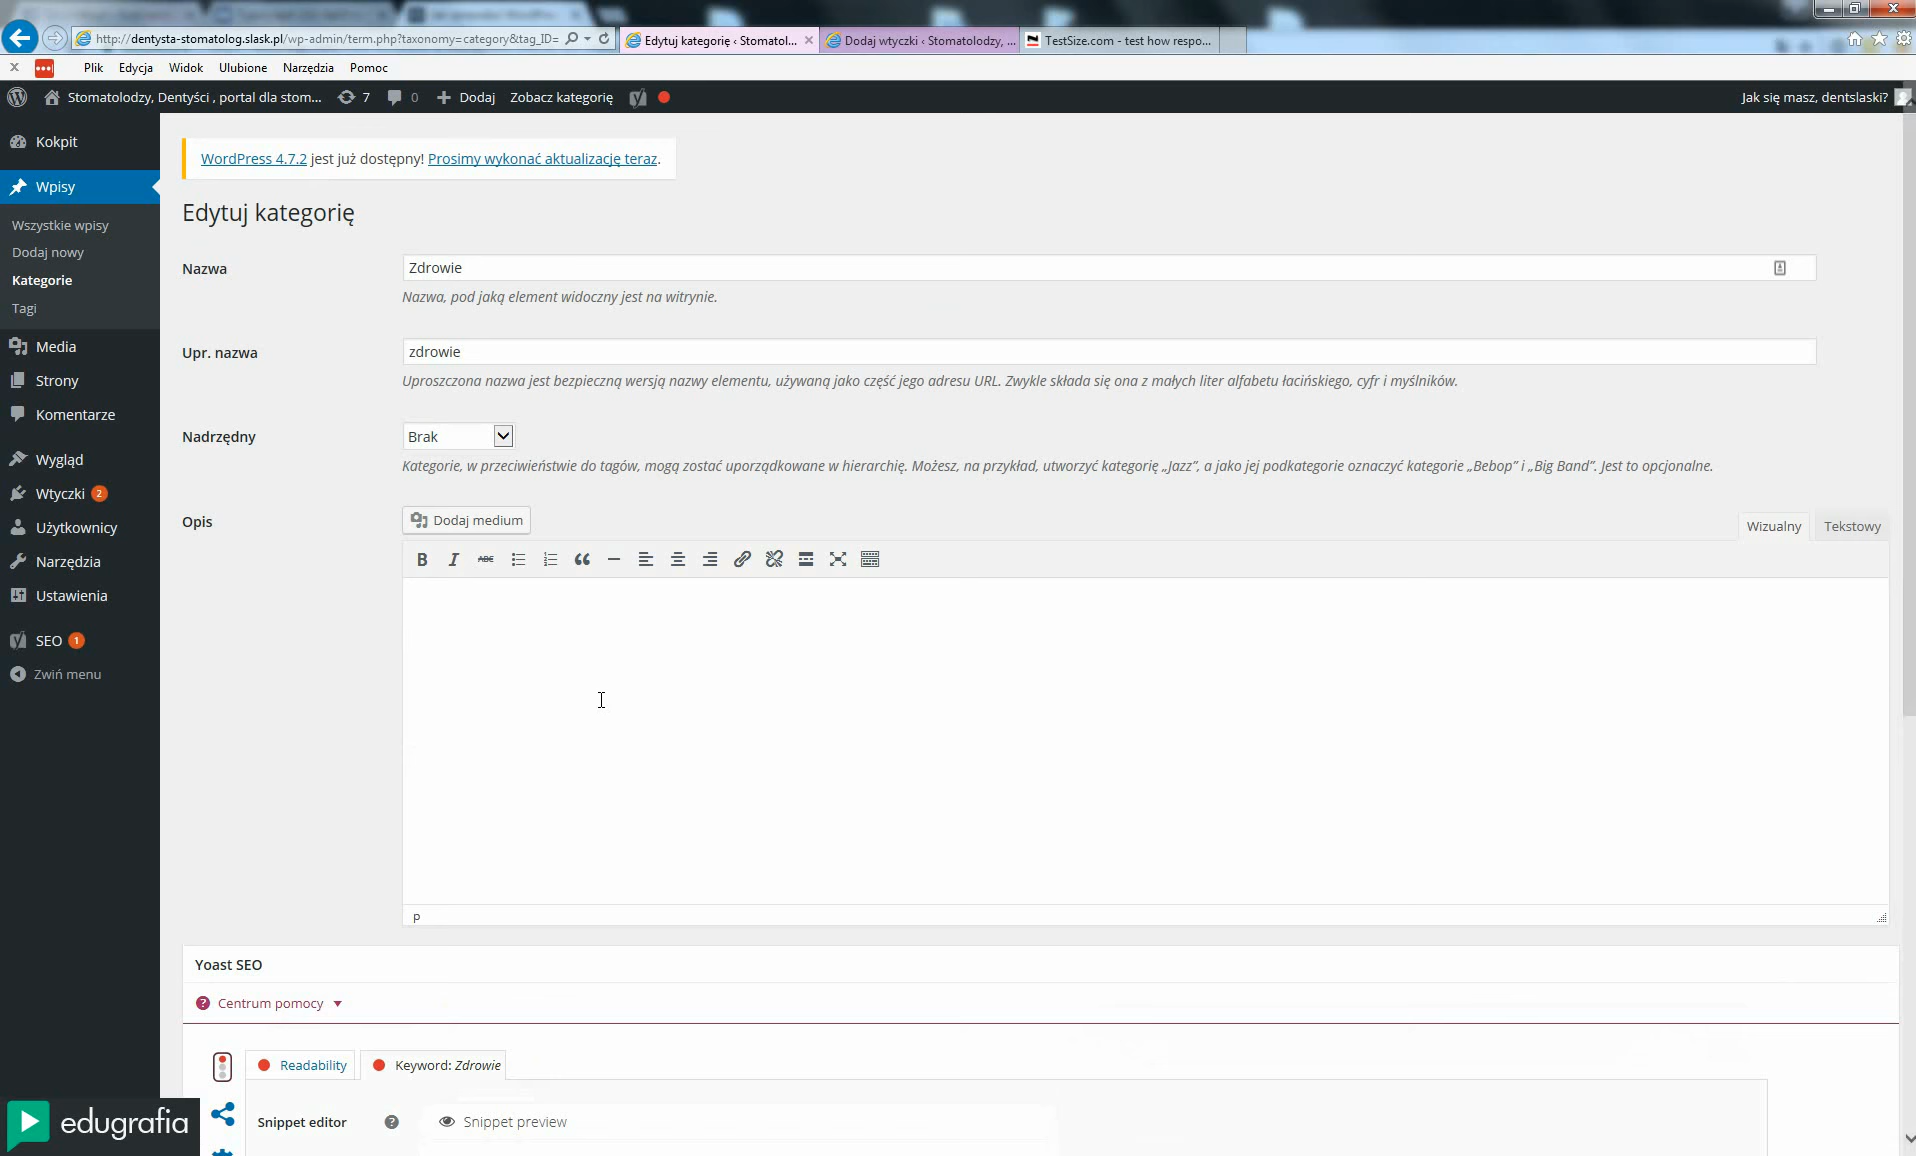 http://dentysta-stomatolog.slask.pl/wp-admin/term.php?taxonomy=category&tag_ID=
Edytuj kategorię ‹ Stomatol...
Dodaj wtyczki ‹ Stomatolodzy, ...
TestSize.com - test how respo...
Plik Edycja Widok Ulubione Narzędzia Pomoc
Stomatolodzy, Dentyści , portal dla stom... 7 0 Dodaj Zobacz kategorię
Jak się masz, dentslaski?
Kokpit
Wpisy
Wszystkie wpisy
Dodaj nowy
Kategorie
Tagi
Media
Strony
Komentarze
Wygląd
Wtyczki 2
Użytkownicy
Narzędzia
Ustawienia
SEO 1
Zwiń menu
WordPress 4.7.2 jest już dostępny! Prosimy wykonać aktualizację teraz.
Edytuj kategorię
Nazwa
Zdrowie
Nazwa, pod jaką element widoczny jest na witrynie.
Upr. nazwa
zdrowie
Uproszczona nazwa jest bezpieczną wersją nazwy elementu, używaną jako część jego adresu URL. Zwykle składa się ona z małych liter alfabetu łacińskiego, cyfr i myślników.
Nadrzędny
Brak
Kategorie, w przeciwieństwie do tagów, mogą zostać uporządkowane w hierarchię. Możesz, na przykład, utworzyć kategorię „Jazz”, a jako jej podkategorie oznaczyć kategorie „Bebop” i „Big Band”. Jest to opcjonalne.
Opis
Dodaj medium
Wizualny
Tekstowy
B I ABC
p
Yoast SEO
Centrum pomocy
Readability
Keyword: Zdrowie
Snippet editor
Snippet preview
edugrafia